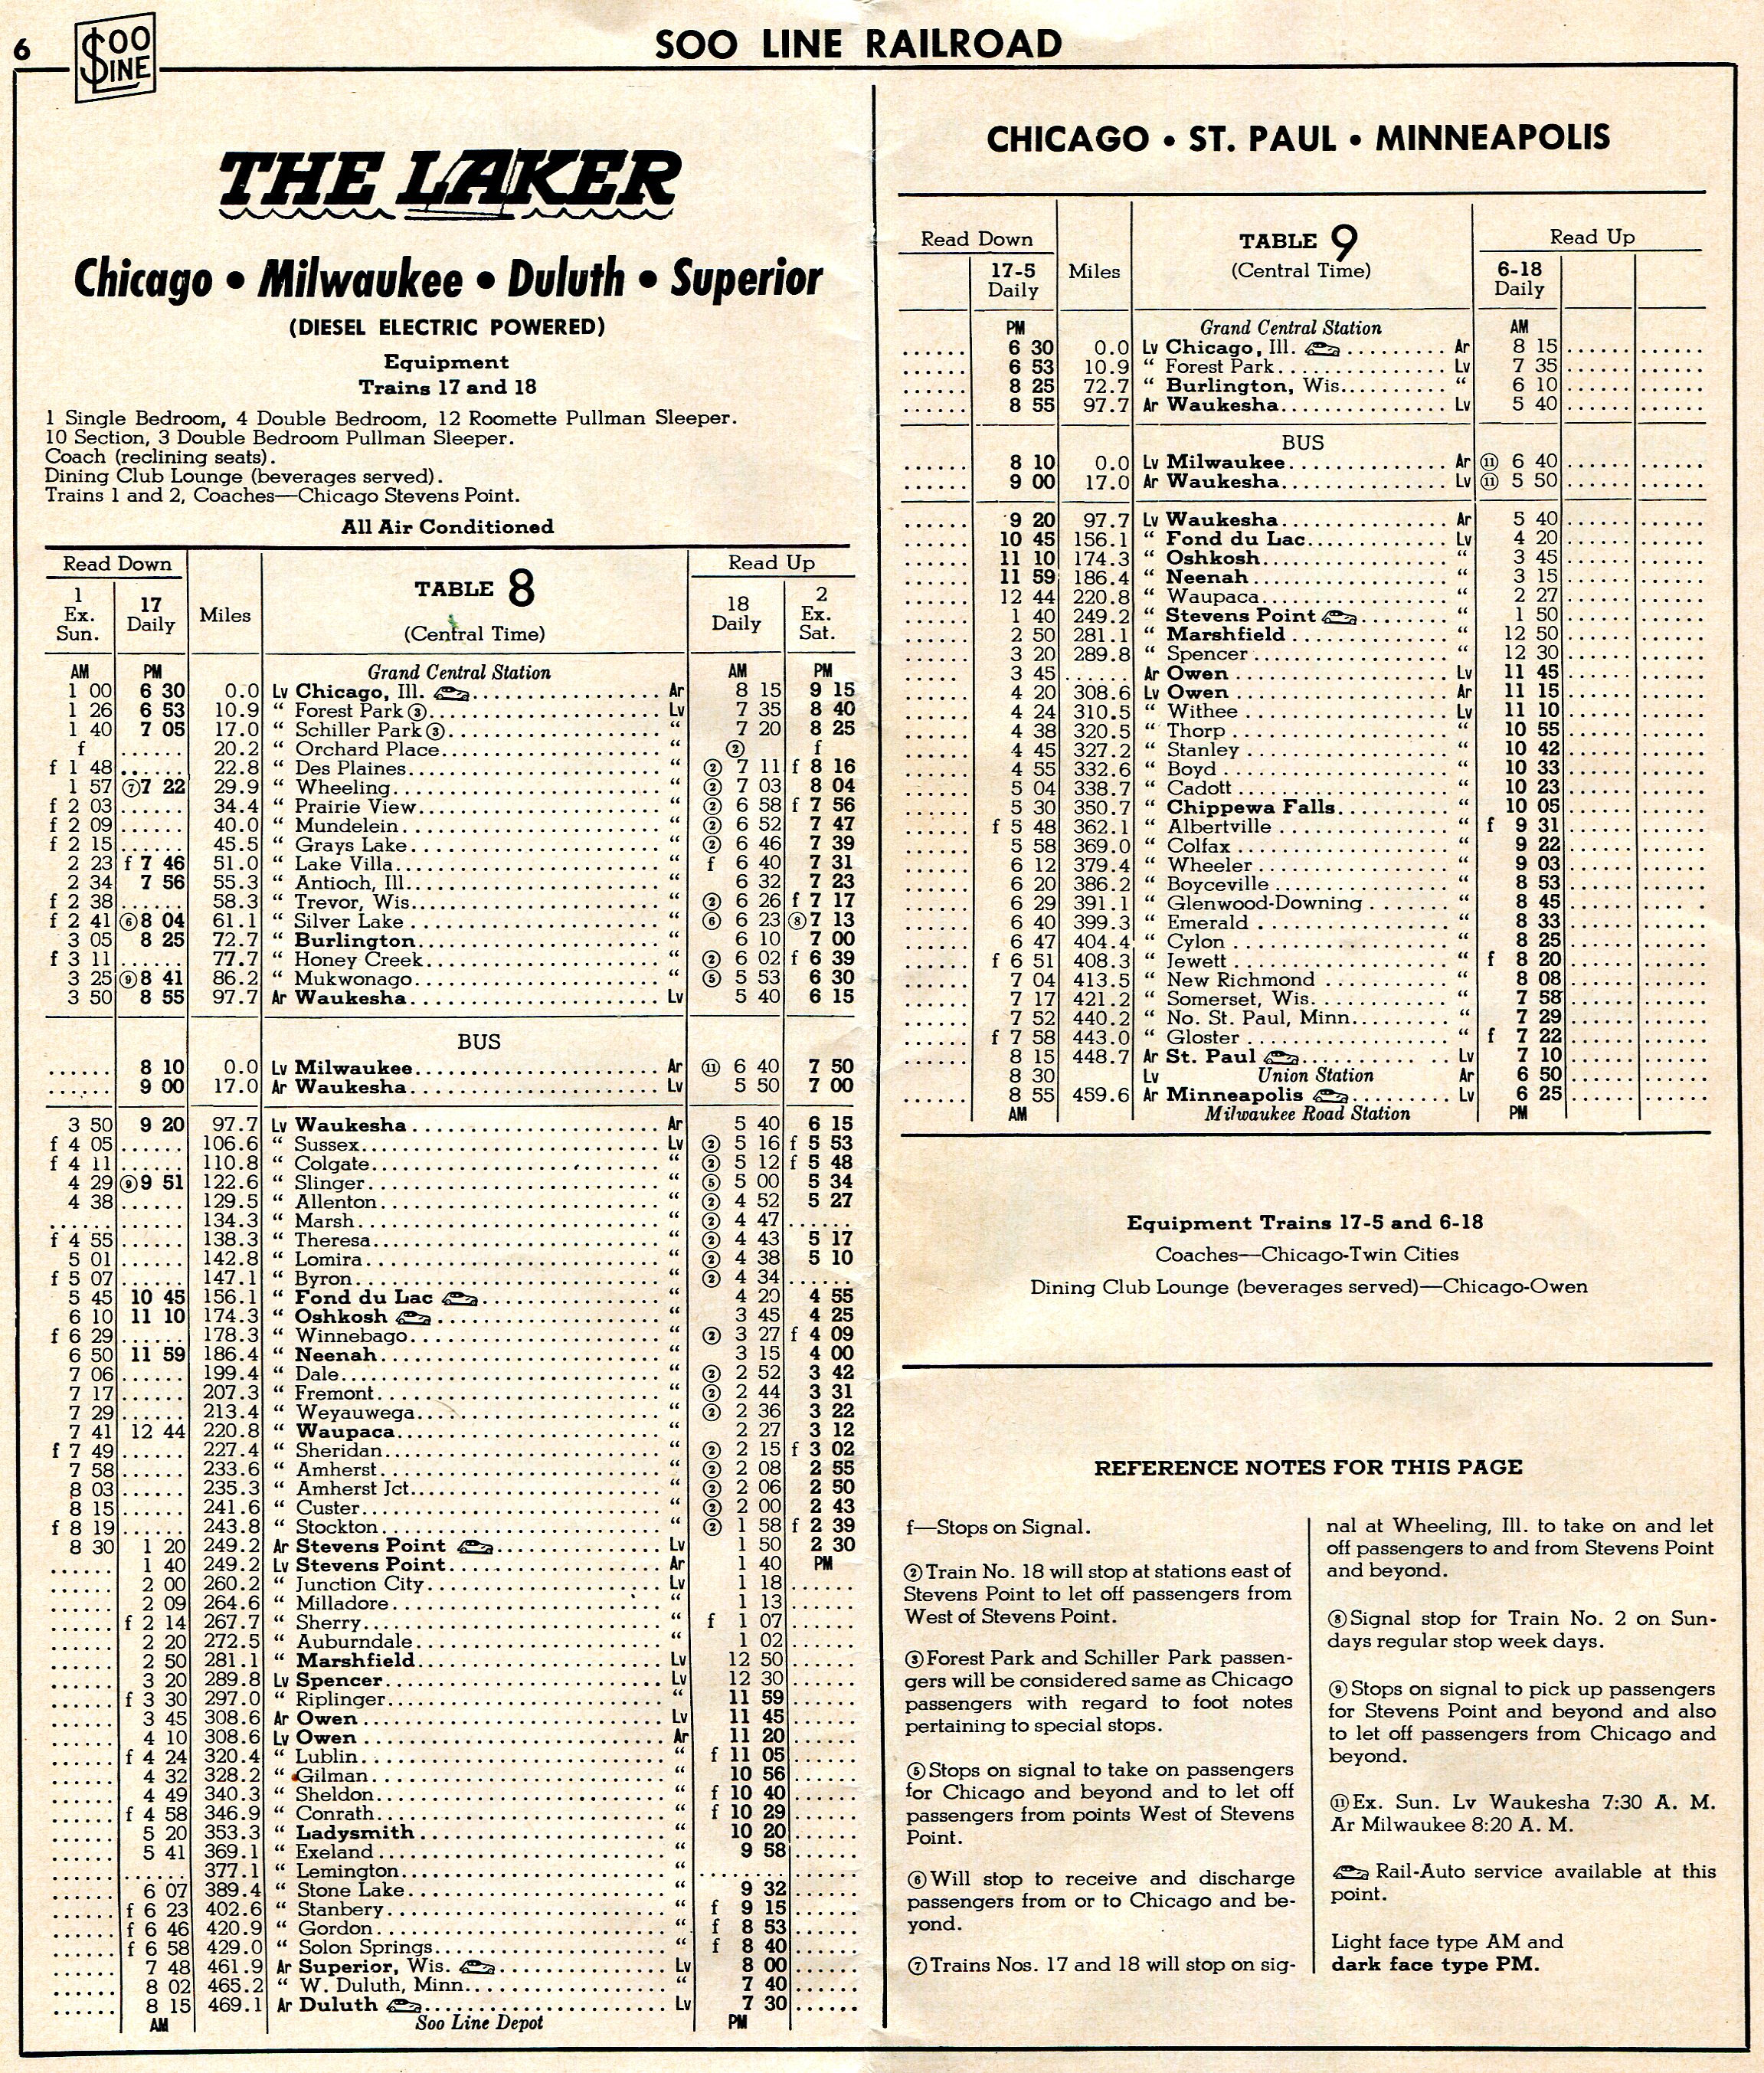 6
SOO LINE
SOO LINE RAILROAD
THE LAKER
Chicago • Milwaukee • Duluth • Superior
(DIESEL ELECTRIC POWERED)
Equipment
Trains 17 and 18
1 Single Bedroom, 4 Double Bedroom, 12 Roomette Pullman Sleeper.
10 Section, 3 Double Bedroom Pullman Sleeper.
Coach (reclining seats).
Dining Club Lounge (beverages served).
Trains 1 and 2, Coaches—Chicago Stevens Point.
All Air Conditioned
Read Down TABLE 8 Read Up
1 Ex. Sun. 17 Daily Miles (Central Time) 18 Daily 2 Ex. Sat.
AM PM Grand Central Station AM PM
1 00 6 30 0.0 Lv Chicago, Ill. Ar 8 15 9 15
1 26 6 53 10.9 “ Forest Park ③ Lv 7 35 8 40
1 40 7 05 17.0 “ Schiller Park ③ “ 7 20 8 25
f ...... 20.2 “ Orchard Place “ ② f
f 1 48 ...... 22.8 “ Des Plaines “ ② 7 11 f 8 16
1 57 ⑦7 22 29.9 “ Wheeling “ ② 7 03 8 04
f 2 03 ...... 34.4 “ Prairie View “ ② 6 58 f 7 56
f 2 09 ...... 40.0 “ Mundelein “ ② 6 52 7 47
f 2 15 ...... 45.5 “ Grays Lake “ ② 6 46 7 39
2 23 f 7 46 51.0 “ Lake Villa “ f 6 40 7 31
2 34 7 56 55.3 “ Antioch, Ill. “ 6 32 7 23
f 2 38 ...... 58.3 “ Trevor, Wis. “ ② 6 26 f 7 17
f 2 41 ⑥8 04 61.1 “ Silver Lake “ ⑥ 6 23 ⑧7 13
3 05 8 25 72.7 “ Burlington “ 6 10 7 00
f 3 11 ...... 77.7 “ Honey Creek “ ② 6 02 f 6 39
3 25 ⑨8 41 86.2 “ Mukwonago “ ⑤ 5 53 6 30
3 50 8 55 97.7 Ar Waukesha Lv 5 40 6 15
BUS
...... 8 10 0.0 Lv Milwaukee Ar ⑪ 6 40 7 50
...... 9 00 17.0 Ar Waukesha Lv 5 50 7 00
3 50 9 20 97.7 Lv Waukesha Ar 5 40 6 15
f 4 05 ...... 106.6 “ Sussex Lv ② 5 16 f 5 53
f 4 11 ...... 110.8 “ Colgate “ ② 5 12 f 5 48
4 29 ⑨9 51 122.6 “ Slinger “ ⑤ 5 00 5 34
4 38 ...... 129.5 “ Allenton “ ② 4 52 5 27
...... ...... 134.3 “ Marsh “ ② 4 47 ......
f 4 55 ...... 138.3 “ Theresa “ ② 4 43 5 17
5 01 ...... 142.8 “ Lomira “ ② 4 38 5 10
f 5 07 ...... 147.1 “ Byron “ ② 4 34 ......
5 45 10 45 156.1 “ Fond du Lac “ 4 20 4 55
6 10 11 10 174.3 “ Oshkosh “ 3 45 4 25
f 6 29 ...... 178.3 “ Winnebago “ ② 3 27 f 4 09
6 50 11 59 186.4 “ Neenah “ 3 15 4 00
7 06 ...... 199.4 “ Dale “ ② 2 52 3 42
7 17 ...... 207.3 “ Fremont “ ② 2 44 3 31
7 29 ...... 213.4 “ Weyauwega “ ② 2 36 3 22
7 41 12 44 220.8 “ Waupaca “ 2 27 3 12
f 7 49 ...... 227.4 “ Sheridan “ ② 2 15 f 3 02
7 58 ...... 233.6 “ Amherst “ ② 2 08 2 55
8 03 ...... 235.3 “ Amherst Jct. “ ② 2 06 2 50
8 15 ...... 241.6 “ Custer “ ② 2 00 2 43
f 8 19 ...... 243.8 “ Stockton “ ② 1 58 f 2 39
8 30 1 20 249.2 Ar Stevens Point Lv 1 50 2 30
...... 1 40 249.2 Lv Stevens Point Ar 1 40 PM
...... 2 00 260.2 “ Junction City Lv 1 18 ......
...... 2 09 264.6 “ Milladore “ 1 13 ......
...... f 2 14 267.7 “ Sherry “ f 1 07 ......
...... 2 20 272.5 “ Auburndale “ 1 02 ......
...... 2 50 281.1 “ Marshfield Lv 12 50 ......
...... 3 20 289.8 Lv Spencer Lv 12 30 ......
...... f 3 30 297.0 “ Riplinger “ 11 59 ......
...... 3 45 308.6 Ar Owen Lv 11 45 ......
...... 4 10 308.6 Lv Owen Ar 11 20 ......
...... f 4 24 320.4 “ Lublin “ f 11 05 ......
...... 4 32 328.2 “ Gilman “ 10 56 ......
...... 4 49 340.3 “ Sheldon “ f 10 40 ......
...... f 4 58 346.9 “ Conrath “ f 10 29 ......
...... 5 20 353.3 “ Ladysmith “ 10 20 ......
...... 5 41 369.1 “ Exeland “ 9 58 ......
...... ...... 377.1 “ Lemington “ ...... ......
...... 6 07 389.4 “ Stone Lake “ 9 32 ......
...... f 6 23 402.6 “ Stanbery “ f 9 15 ......
...... f 6 46 420.9 “ Gordon “ f 8 53 ......
...... f 6 58 429.0 “ Solon Springs “ f 8 40 ......
...... 7 48 461.9 Ar Superior, Wis. Lv 8 00 ......
...... 8 02 465.2 “ W. Duluth, Minn. “ 7 40 ......
...... 8 15 469.1 Ar Duluth Lv 7 30 ......
AM Soo Line Depot PM
CHICAGO • ST. PAUL • MINNEAPOLIS
Read Down TABLE 9 Read Up
17-5 Daily Miles (Central Time) 6-18 Daily
PM Grand Central Station AM
...... 6 30 0.0 Lv Chicago, Ill. Ar 8 15 ...... ......
...... 6 53 10.9 “ Forest Park Lv 7 35 ...... ......
...... 8 25 72.7 “ Burlington, Wis. “ 6 10 ...... ......
...... 8 55 97.7 Ar Waukesha Lv 5 40 ...... ......
BUS
...... 8 10 0.0 Lv Milwaukee Ar ⑪ 6 40 ...... ......
...... 9 00 17.0 Ar Waukesha Lv ⑪ 5 50 ...... ......
...... 9 20 97.7 Lv Waukesha Ar 5 40 ...... ......
...... 10 45 156.1 “ Fond du Lac Lv 4 20 ...... ......
...... 11 10 174.3 “ Oshkosh “ 3 45 ...... ......
...... 11 59 186.4 “ Neenah “ 3 15 ...... ......
...... 12 44 220.8 “ Waupaca “ 2 27 ...... ......
...... 1 40 249.2 “ Stevens Point “ 1 50 ...... ......
...... 2 50 281.1 “ Marshfield “ 12 50 ...... ......
...... 3 20 289.8 “ Spencer “ 12 30 ...... ......
...... 3 45 ...... Ar Owen Lv 11 45 ...... ......
...... 4 20 308.6 Lv Owen Ar 11 15 ...... ......
...... 4 24 310.5 “ Withee Lv 11 10 ...... ......
...... 4 38 320.5 “ Thorp “ 10 55 ...... ......
...... 4 45 327.2 “ Stanley “ 10 42 ...... ......
...... 4 55 332.6 “ Boyd “ 10 33 ...... ......
...... 5 04 338.7 “ Cadott “ 10 23 ...... ......
...... 5 30 350.7 “ Chippewa Falls “ 10 05 ...... ......
...... f 5 48 362.1 “ Albertville “ f 9 31 ...... ......
...... 5 58 369.0 “ Colfax “ 9 22 ...... ......
...... 6 12 379.4 “ Wheeler “ 9 03 ...... ......
...... 6 20 386.2 “ Boyceville “ 8 53 ...... ......
...... 6 29 391.1 “ Glenwood-Downing “ 8 45 ...... ......
...... 6 40 399.3 “ Emerald “ 8 33 ...... ......
...... 6 47 404.4 “ Cylon “ 8 25 ...... ......
...... f 6 51 408.3 “ Jewett “ f 8 20 ...... ......
...... 7 04 413.5 “ New Richmond “ 8 08 ...... ......
...... 7 17 421.2 “ Somerset, Wis. “ 7 58 ...... ......
...... 7 52 440.2 “ No. St. Paul, Minn. “ 7 29 ...... ......
...... f 7 58 443.0 “ Gloster “ f 7 22 ...... ......
...... 8 15 448.7 Ar St. Paul Lv 7 10 ...... ......
8 30 Lv Union Station Ar 6 50 ...... ......
...... 8 55 459.6 Ar Minneapolis Lv 6 25 ...... ......
AM Milwaukee Road Station PM
Equipment Trains 17-5 and 6-18
Coaches—Chicago-Twin Cities
Dining Club Lounge (beverages served)—Chicago-Owen
REFERENCE NOTES FOR THIS PAGE
f—Stops on Signal.
②Train No. 18 will stop at stations east of
Stevens Point to let off passengers from
West of Stevens Point.
③Forest Park and Schiller Park passen-
gers will be considered same as Chicago
passengers with regard to foot notes
pertaining to special stops.
⑤Stops on signal to take on passengers
for Chicago and beyond and to let off
passengers from points West of Stevens
Point.
⑥Will stop to receive and discharge
passengers from or to Chicago and be-
yond.
⑦Trains Nos. 17 and 18 will stop on sig-
nal at Wheeling, Ill. to take on and let
off passengers to and from Stevens Point
and beyond.
⑧Signal stop for Train No. 2 on Sun-
days regular stop week days.
⑨Stops on signal to pick up passengers
for Stevens Point and beyond and also
to let off passengers from Chicago and
beyond.
⑪Ex. Sun. Lv Waukesha 7:30 A. M.
Ar Milwaukee 8:20 A. M.
Rail-Auto service available at this
point.
Light face type AM and
dark face type PM.